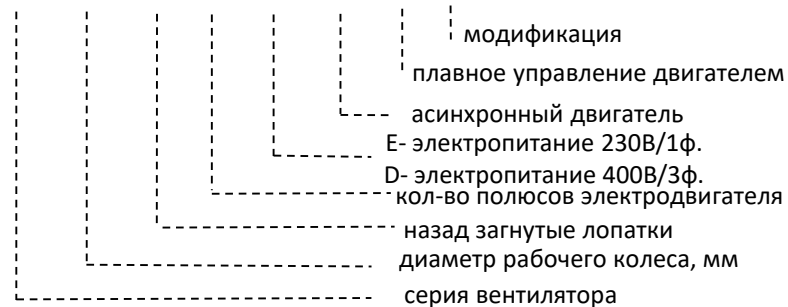 модификация
плавное управление двигателем
асинхронный двигатель
E- электропитание 230В/1ф.
D- электропитание 400В/3ф.
кол-во полюсов электродвигателя
назад загнутые лопатки
диаметр рабочего колеса, мм
серия вентилятора